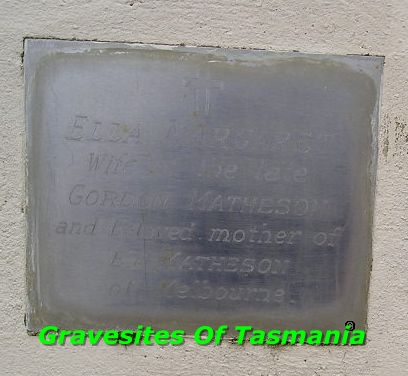 ELLA MARGARET
Wife of the late
GORDON MATHESON
and beloved mother of
MATHESON
of Melbourne.
Gravesites Of Tasmania